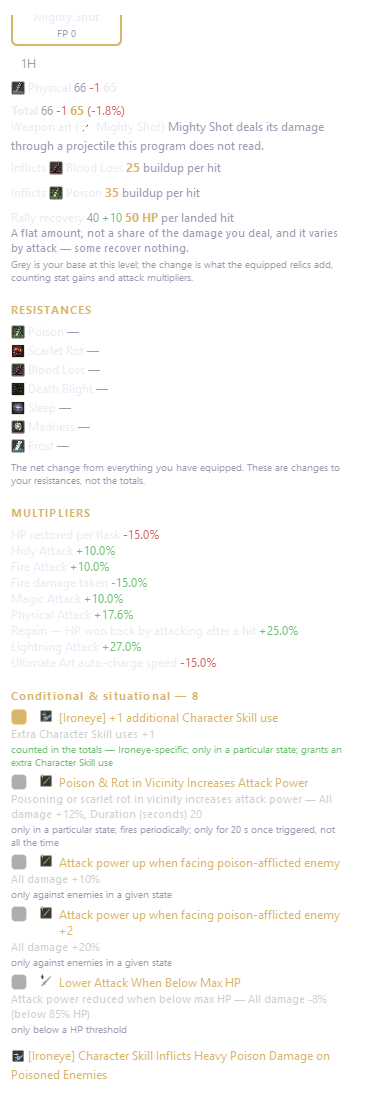 Mighty Shot
FP 0
1H
Physical 66 -1 65
Total 66 -1 65 (-1.8%)
Weapon art ( Mighty Shot) Mighty Shot deals its damage
through a projectile this program does not read.
Inflicts Blood Loss 25 buildup per hit
Inflicts Poison 35 buildup per hit
Rally recovery 40 +10 50 HP per landed hit
A flat amount, not a share of the damage you deal, and it varies
by attack — some recover nothing.
Grey is your base at this level; the change is what the equipped relics add,
counting stat gains and attack multipliers.
RESISTANCES
Poison —
Scarlet Rot —
Blood Loss —
Death Blight —
Sleep —
Madness —
Frost —
The net change from everything you have equipped. These are changes to
your resistances, not the totals.
MULTIPLIERS
HP restored per flask -15.0%
Holy Attack +10.0%
Fire Attack +10.0%
Fire damage taken -15.0%
Magic Attack +10.0%
Physical Attack +17.6%
Regain — HP won back by attacking after a hit +25.0%
Lightning Attack +27.0%
Ultimate Art auto-charge speed -15.0%
Conditional & situational — 8
[Ironeye] +1 additional Character Skill use
Extra Character Skill uses +1
counted in the totals — Ironeye-specific; only in a particular state; grants an
extra Character Skill use
Poison & Rot in Vicinity Increases Attack Power
Poisoning or scarlet rot in vicinity increases attack power — All
damage +12%, Duration (seconds) 20
only in a particular state; fires periodically; only for 20 s once triggered, not
all the time
Attack power up when facing poison-afflicted enemy
All damage +10%
only against enemies in a given state
Attack power up when facing poison-afflicted enemy
+2
All damage +20%
only against enemies in a given state
Lower Attack When Below Max HP
Attack power reduced when below max HP — All damage -8%
(below 85% HP)
only below a HP threshold
[Ironeye] Character Skill Inflicts Heavy Poison Damage on
Poisoned Enemies